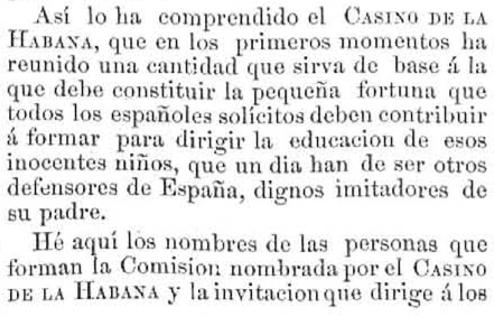 Así lo ha comprendido el CASINO DE LA
HABANA, que en los primeros momentos ha
reunido una cantidad que sirva de base á la
que debe constituir la pequeña fortuna que
todos los españoles solícitos deben contribuir
á formar para dirigir la educacion de esos
inocentes niños, que un dia han de ser otros
defensores de España, dignos imitadores de
su padre.
Hé aquí los nombres de las personas que
forman la Comision nombrada por el CASINO
DE LA HABANA y la invitacion que dirige á los